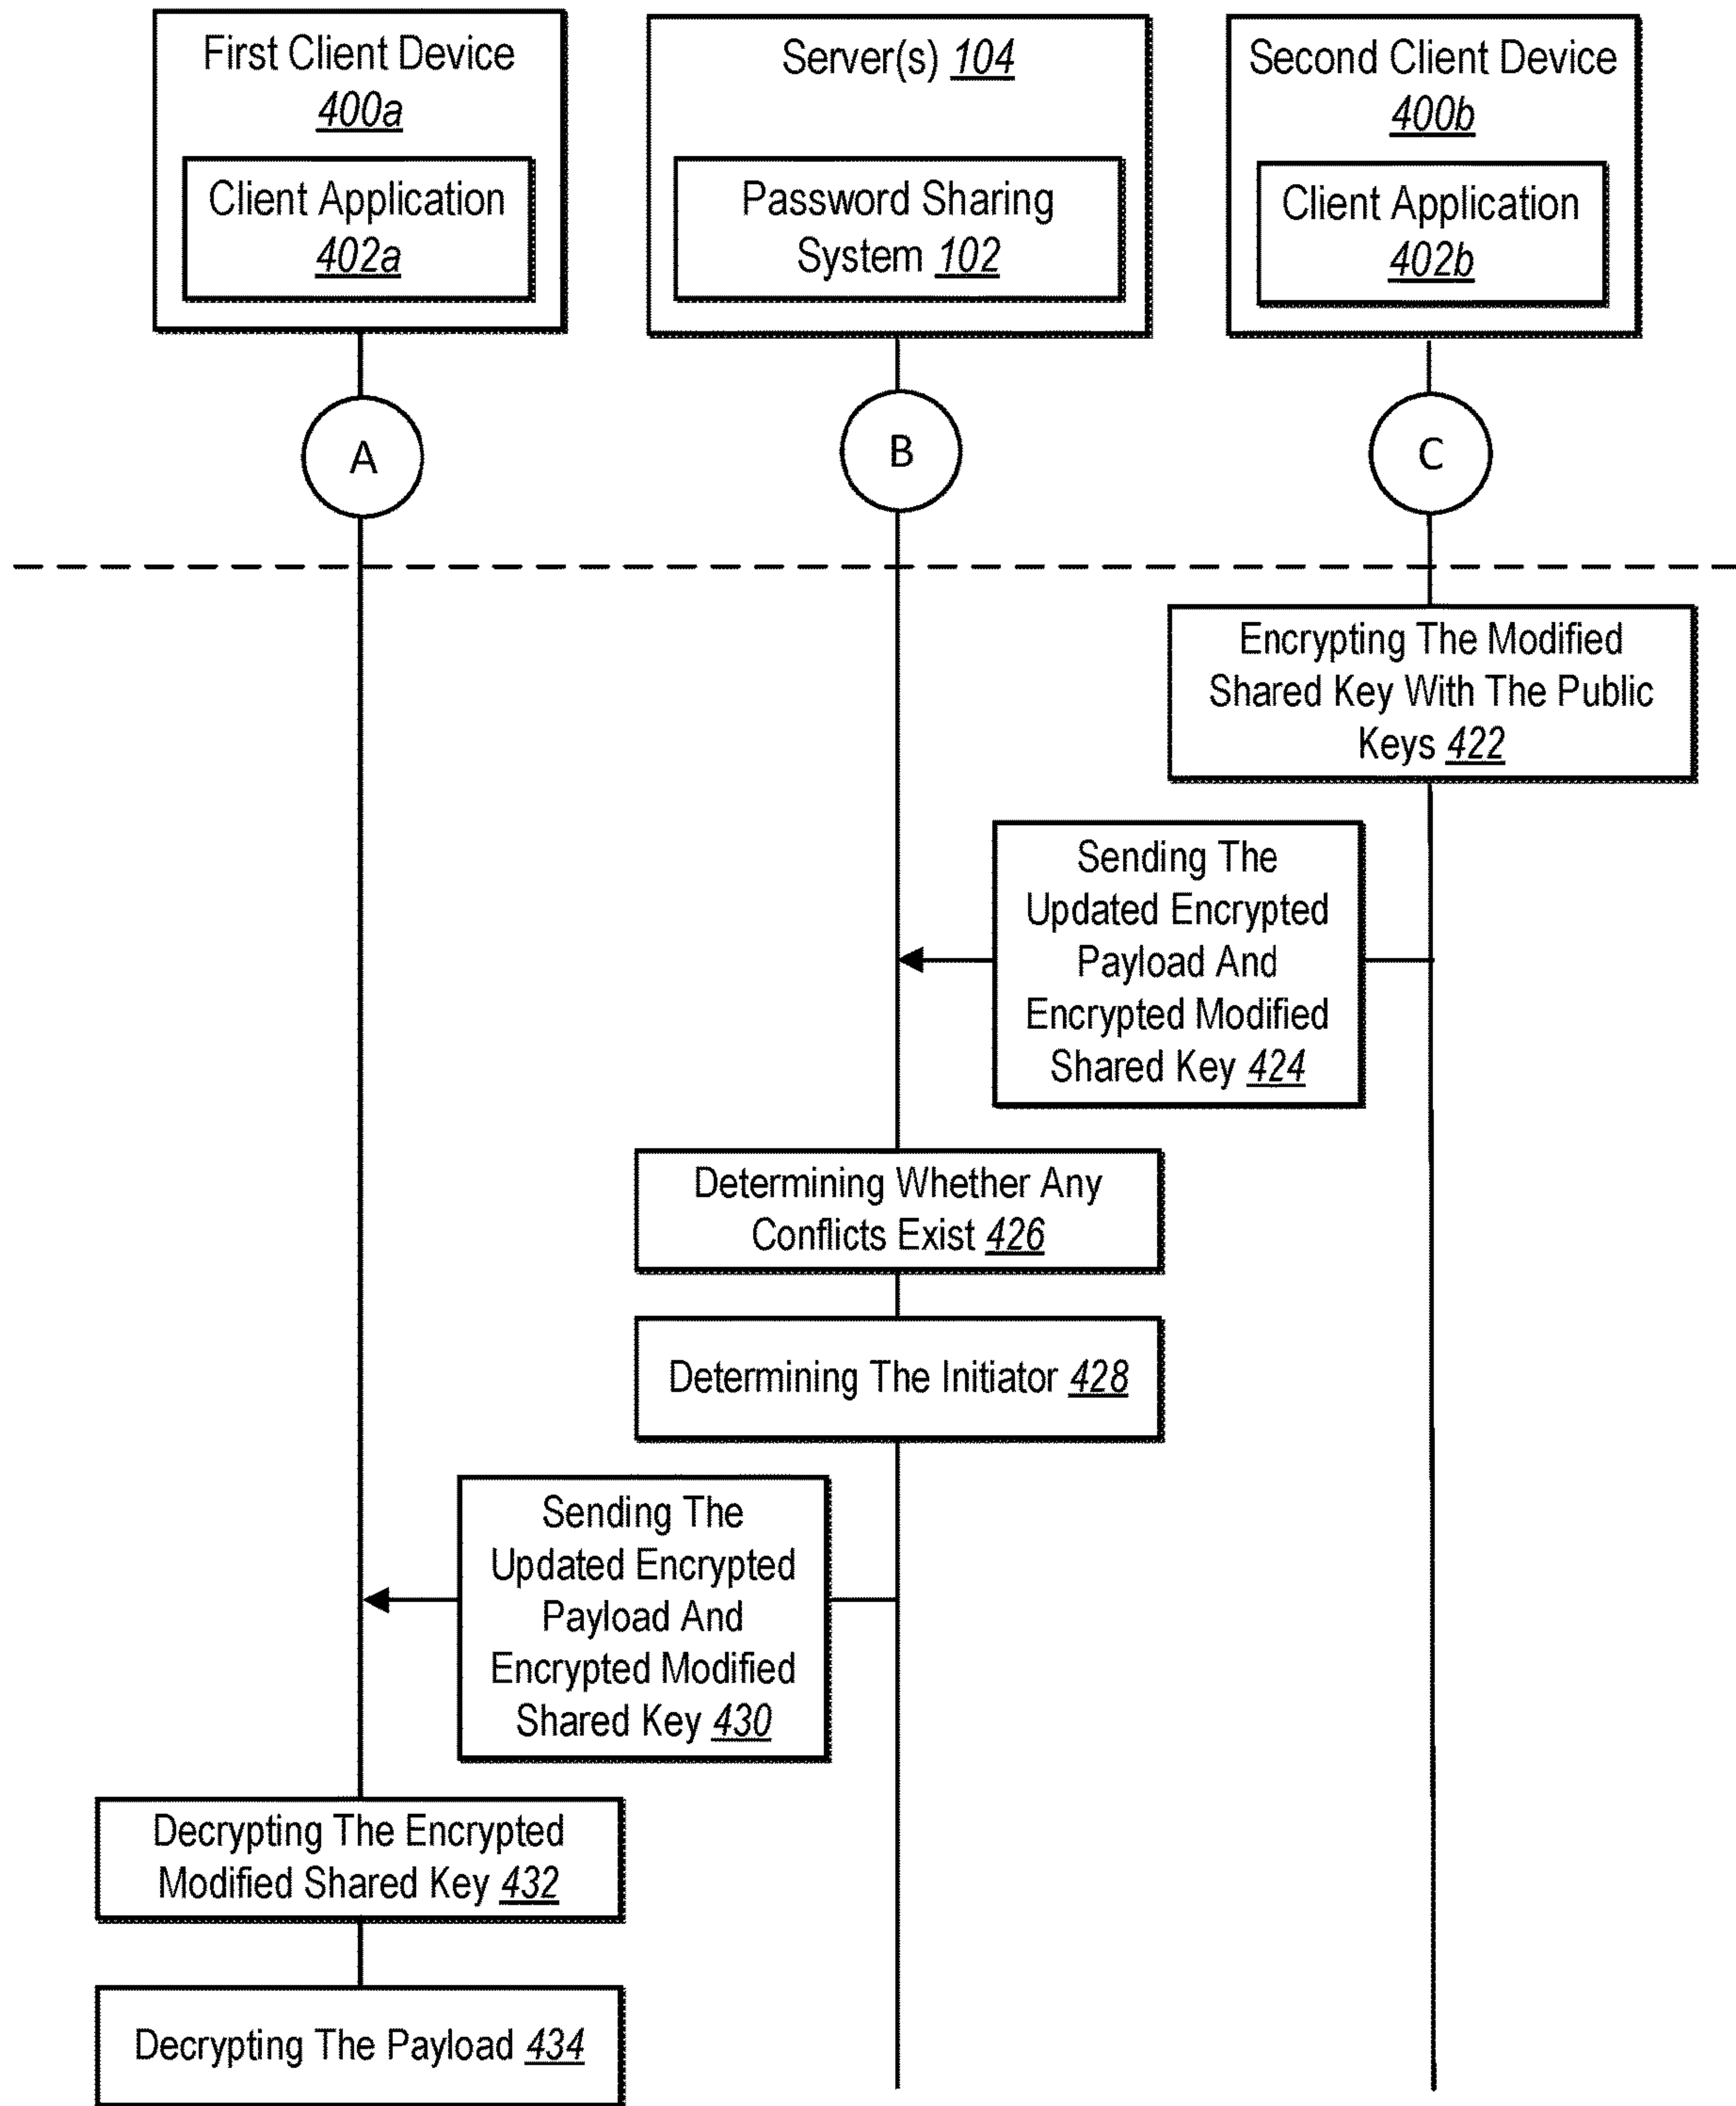 First Client Device
400a
Client Application
402a
Server(s) 104
Password Sharing
System 102
Second Client Device
400b
Client Application
402b
A
B
C
Encrypting The Modified
Shared Key With The Public
Keys 422
Sending The
Updated Encrypted
Payload And
Encrypted Modified
Shared Key 424
Determining Whether Any
Conflicts Exist 426
Determining The Initiator 428
Sending The
Updated Encrypted
Payload And
Encrypted Modified
Shared Key 430
Decrypting The Encrypted
Modified Shared Key 432
Decrypting The Payload 434